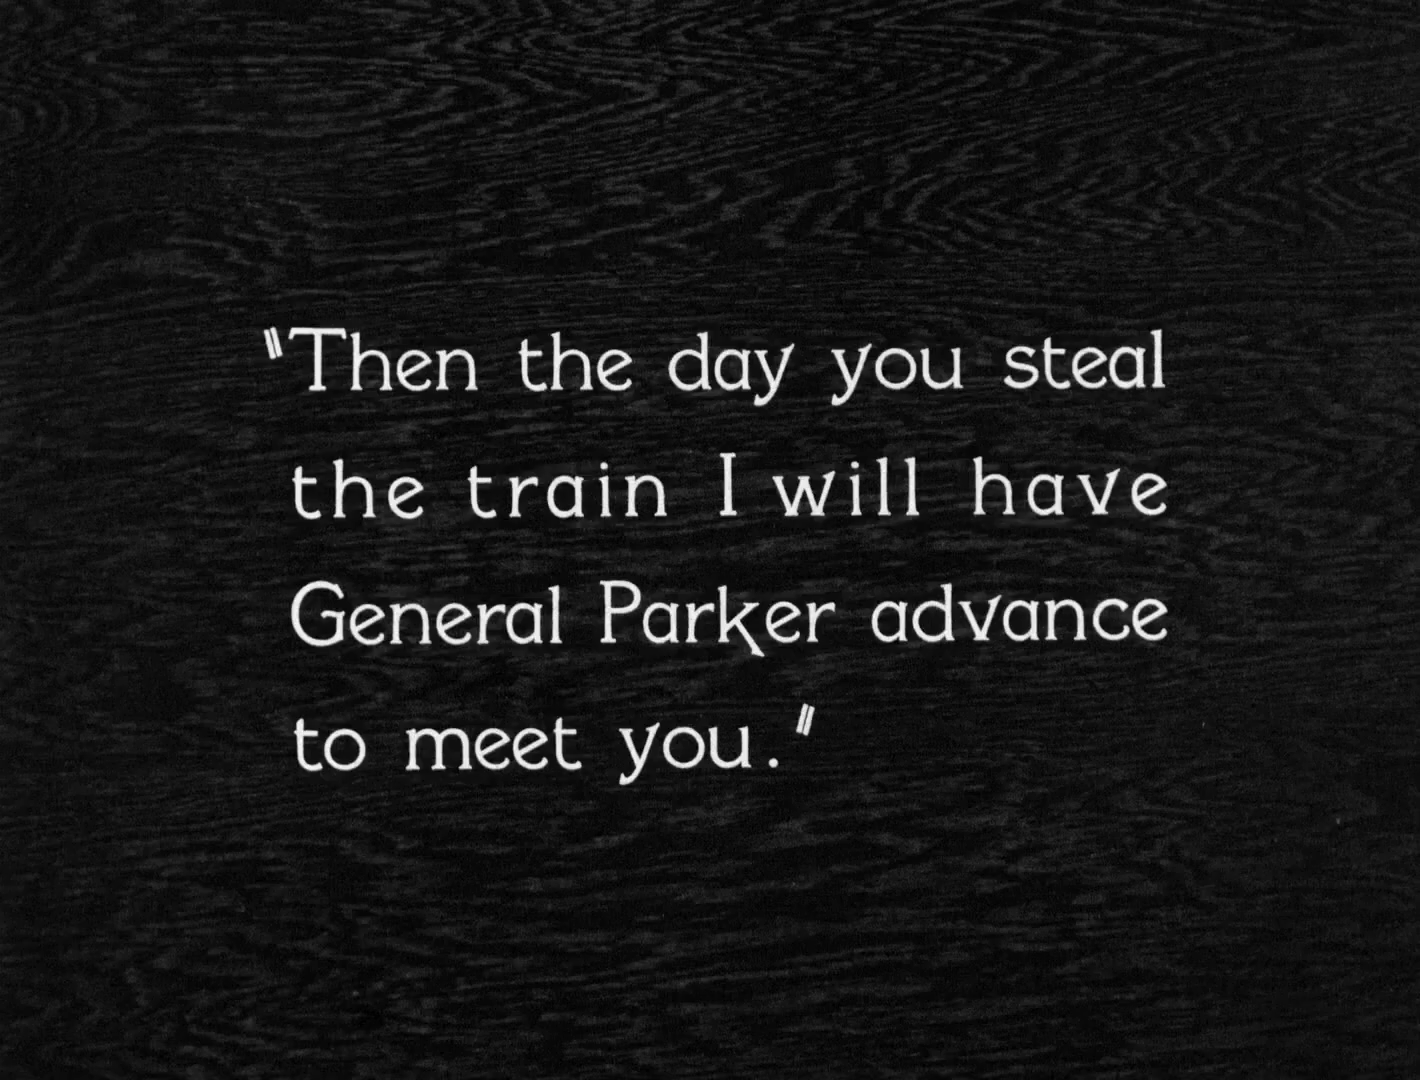 "Then the day you steal
the train I will have
General Parker advance
to meet you."